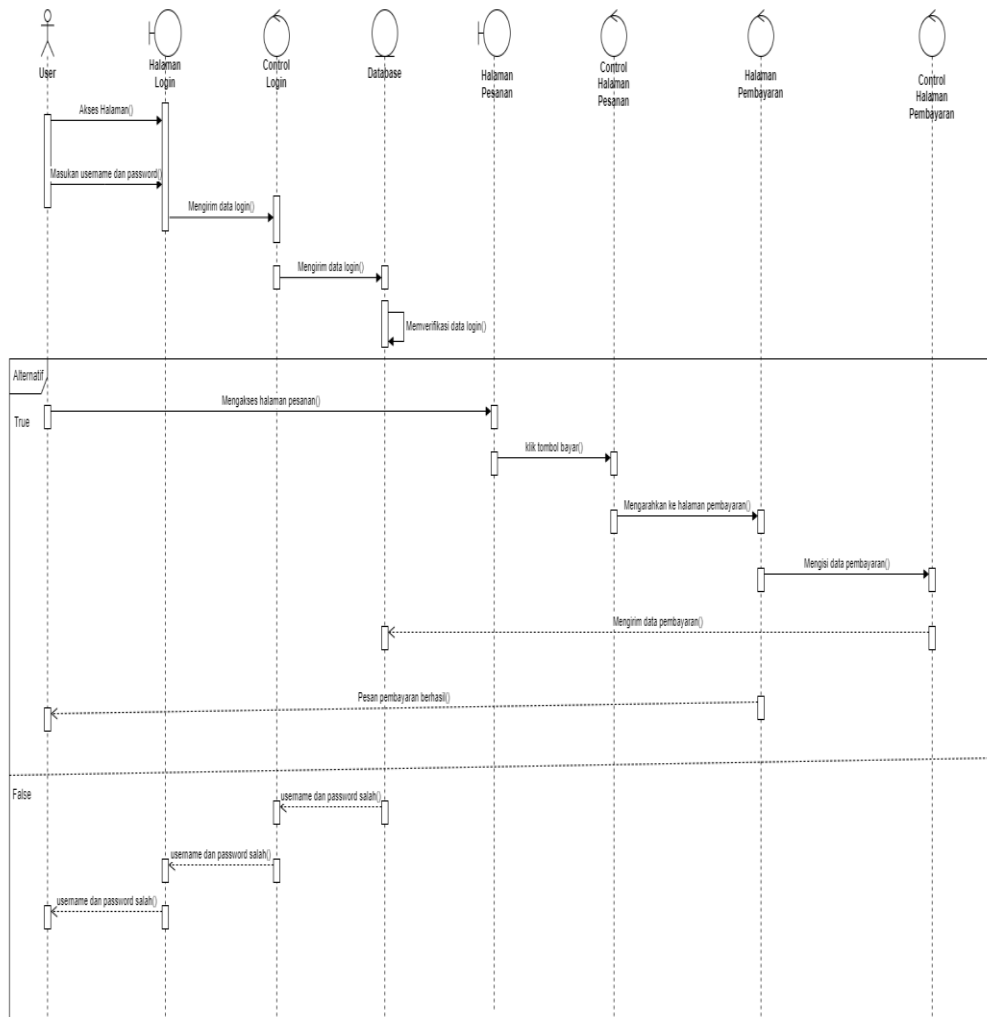 User
Halaman
Login
Control
Login
Database
Halaman
Pesanan
Control
Halaman
Pesanan
Halaman
Pembayaran
Control
Halaman
Pembayaran
Akses Halaman()
Masukan username dan password()
Mengirim data login()
Mengirim data login()
Memverifikasi data login()
Alternatif
True
Mengakses halaman pesanan()
klik tombol bayar()
Mengarahkan ke halaman pembayaran()
Mengisi data pembayaran()
Mengirim data pembayaran()
Pesan pembayaran berhasil()
False
username dan password salah()
username dan password salah()
username dan password salah()